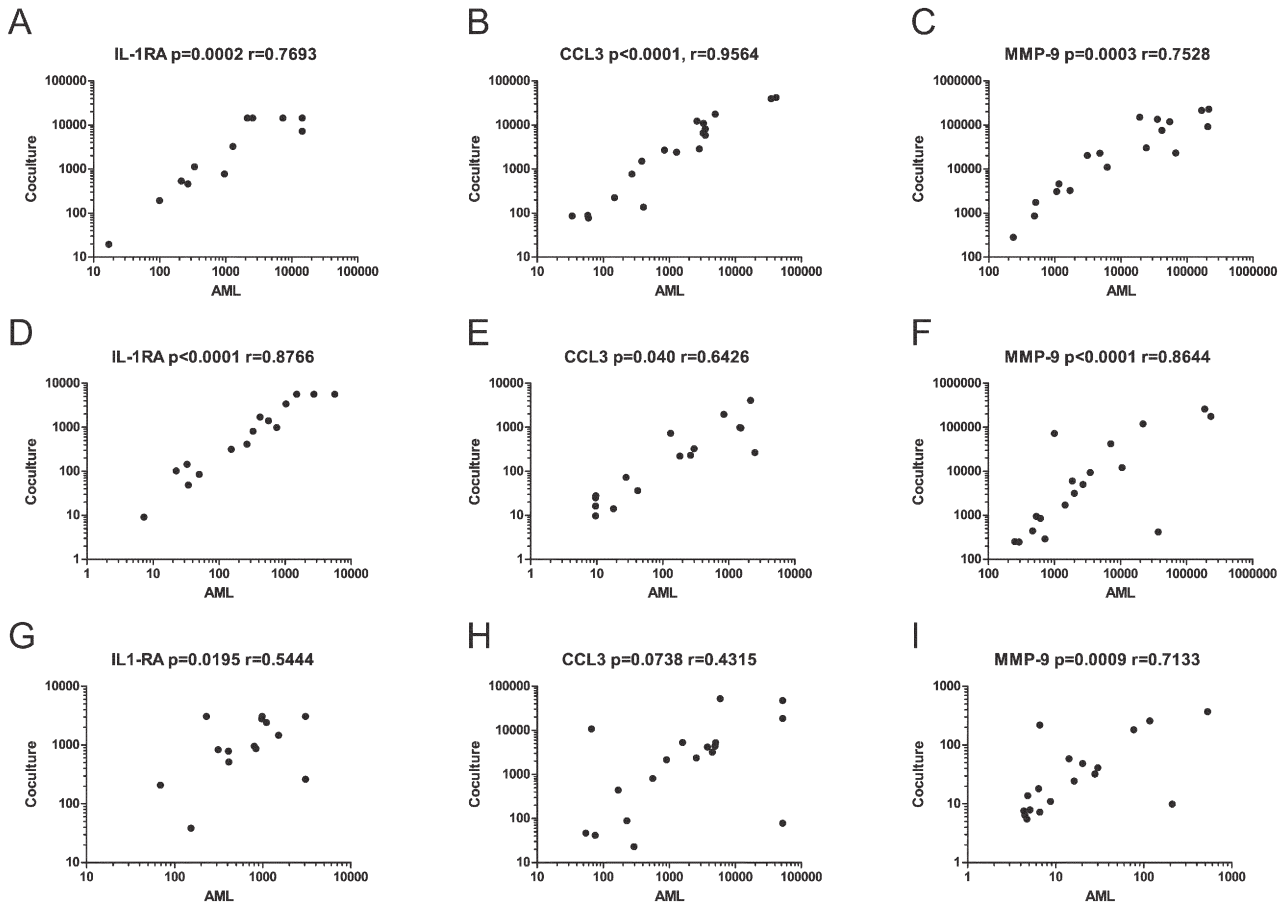 A
B
C
IL-1RA p=0.0002 r=0.7693
CCL3 p<0.0001, r=0.9564
MMP-9 p=0.0003 r=0.7528
Coculture
100000
10000
1000
100
10
10 100 1000 10000 100000
AML
Coculture
100000
10000
1000
100
10
10 100 1000 10000 100000
AML
Coculture
1000000
100000
10000
1000
100
100 1000 10000 100000 1000000
AML
D
E
F
IL-1RA p<0.0001 r=0.8766
CCL3 p=0.040 r=0.6426
MMP-9 p<0.0001 r=0.8644
Coculture
10000
1000
100
10
1
1 10 100 1000 10000
AML
Coculture
10000
1000
100
10
1
1 10 100 1000 10000
AML
Coculture
1000000
100000
10000
1000
100
100 1000 10000 100000 1000000
AML
G
H
I
IL1-RA p=0.0195 r=0.5444
CCL3 p=0.0738 r=0.4315
MMP-9 p=0.0009 r=0.7133
Coculture
10000
1000
100
10
10 100 1000 10000
AML
Coculture
100000
10000
1000
100
10
10 100 1000 10000 100000
AML
Coculture
1000
100
10
1
1 10 100 1000
AML